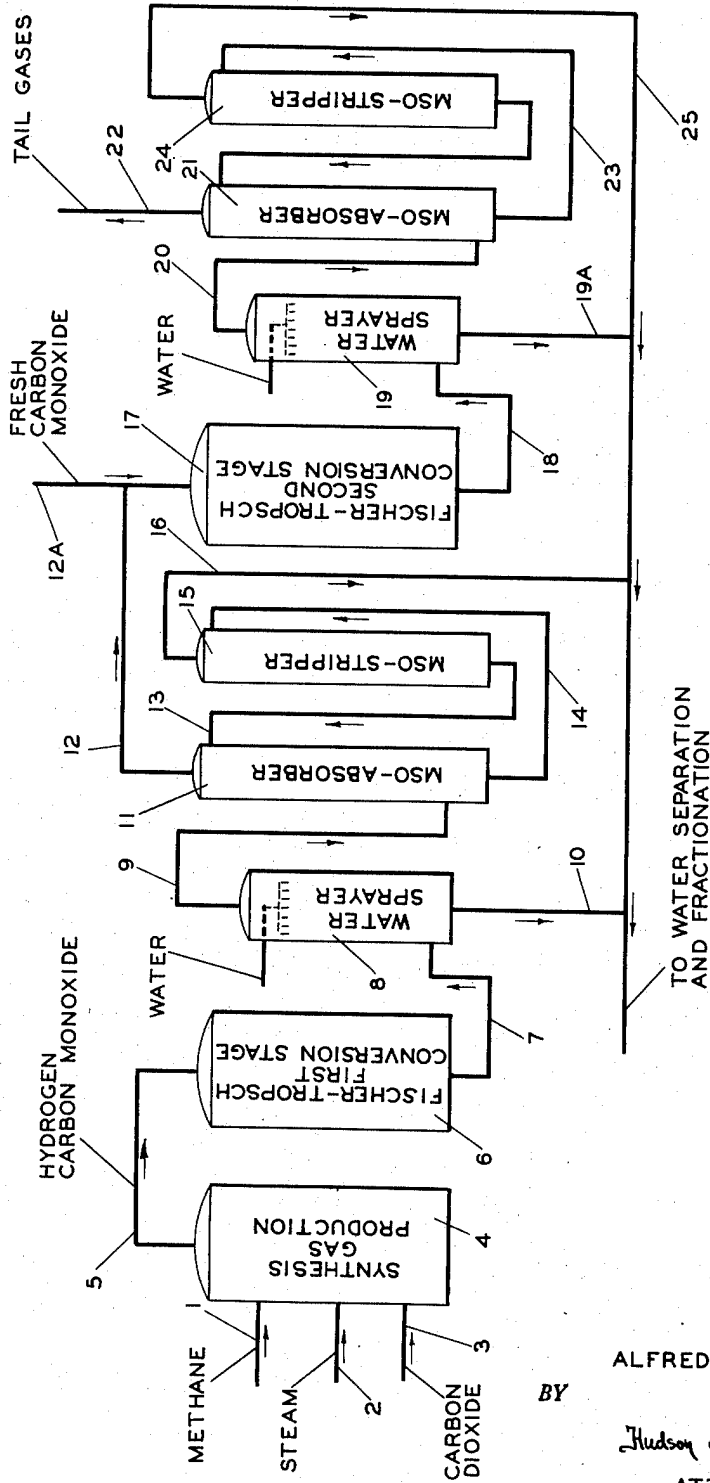 METHANE
1
STEAM
2
CARBON
DIOXIDE
3
SYNTHESIS
GAS
PRODUCTION
4
5
HYDROGEN
CARBON MONOXIDE
FISCHER-TROPSCH
FIRST
CONVERSION STAGE
6
7
WATER
WATER
SPRAYER
8
9
10
MSO-ABSORBER
11
12
13
14
MSO-STRIPPER
15
16
12A
FRESH
CARBON
MONOXIDE
FISCHER-TROPSCH
SECOND
CONVERSION STAGE
17
18
WATER
WATER
SPRAYER
19
19A
20
MSO-ABSORBER
21
22
TAIL GASES
23
MSO-STRIPPER
24
25
TO WATER SEPARATION
AND FRACTIONATION
ALFRED
BY
Hudson